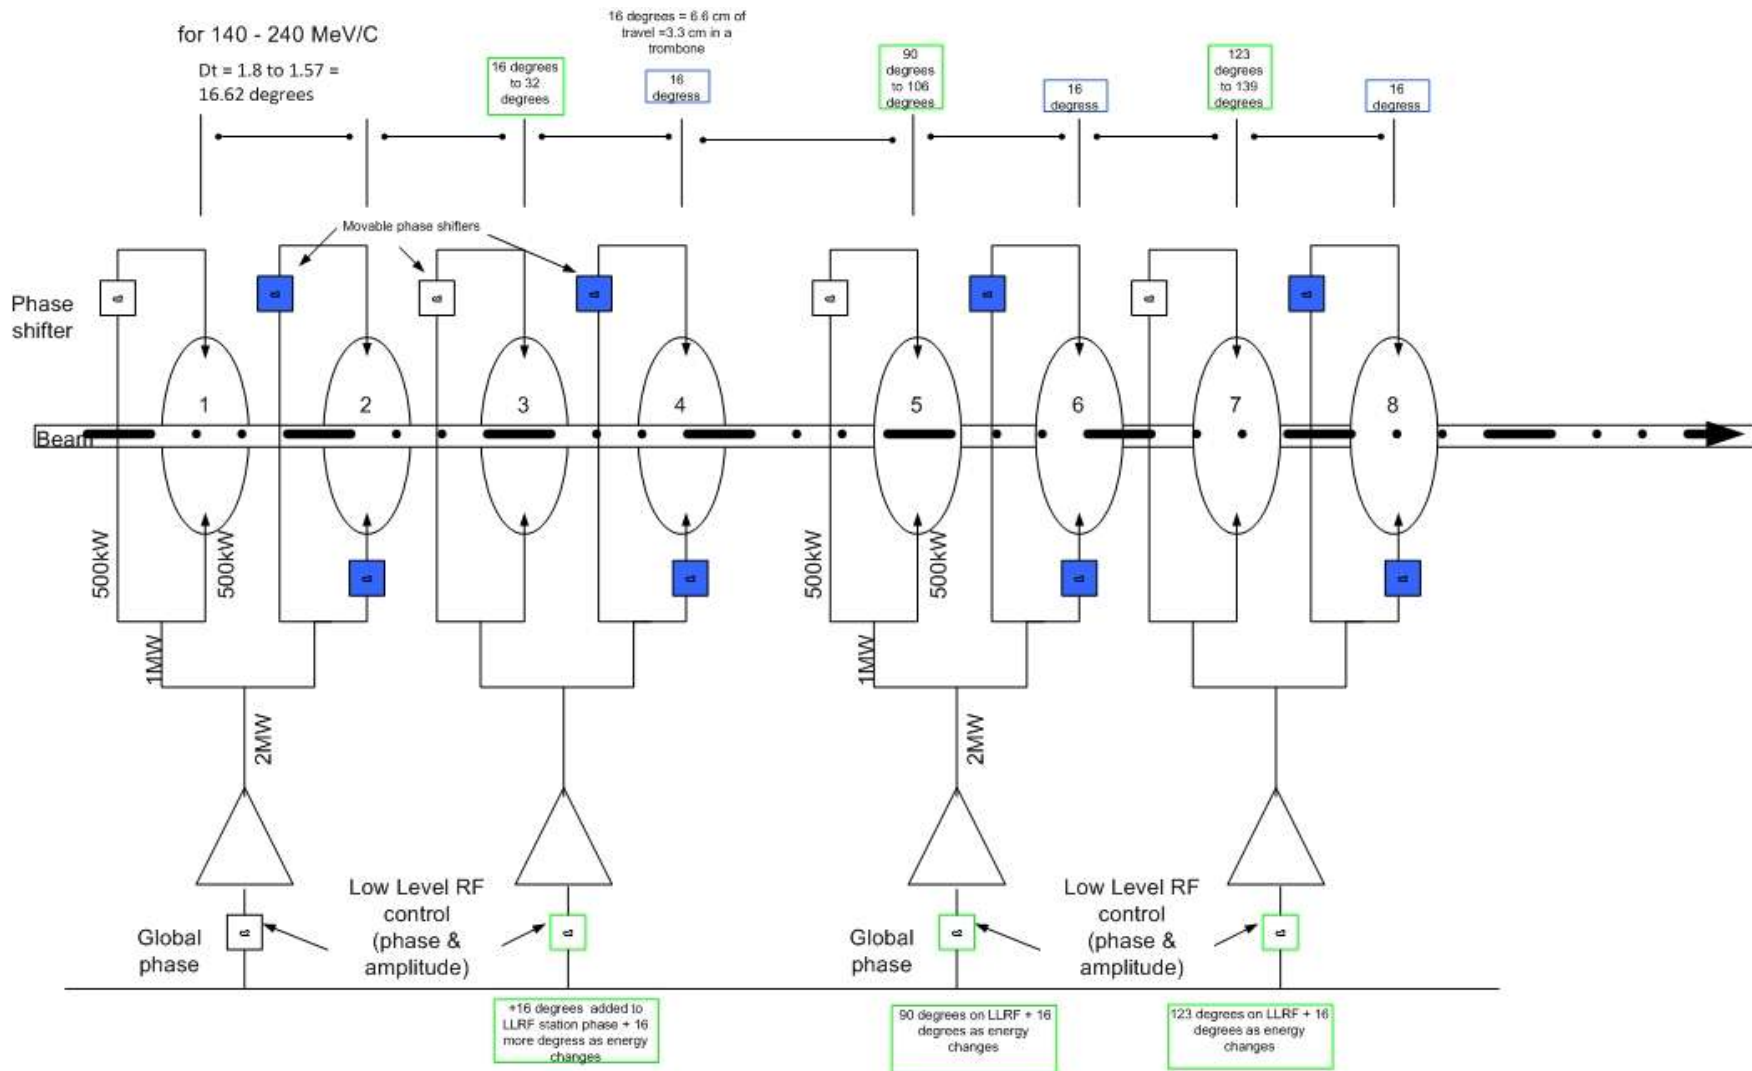 for 140 - 240 MeV/C
Dt = 1.8 to 1.57 =
16.62 degrees
16 degrees
to 32
degrees
16 degrees = 6.6 cm of
travel =3.3 cm in a
trombone
16
degress
90
degrees
to 106
degrees
16
degress
123
degrees
to 139
degrees
16
degress
Movable phase shifters
Phase
shifter
1
2
3
4
5
6
7
8
Beam
500kW
500kW
500kW
500kW
1MW
1MW
2MW
2MW
Global
phase
Low Level RF
control
(phase &
amplitude)
Global
phase
Low Level RF
control
(phase &
amplitude)
+16 degrees added to
LLRF station phase + 16
more degress as energy
changes
90 degrees on LLRF + 16
degrees as energy
changes
123 degrees on LLRF + 16
degrees as energy
changes